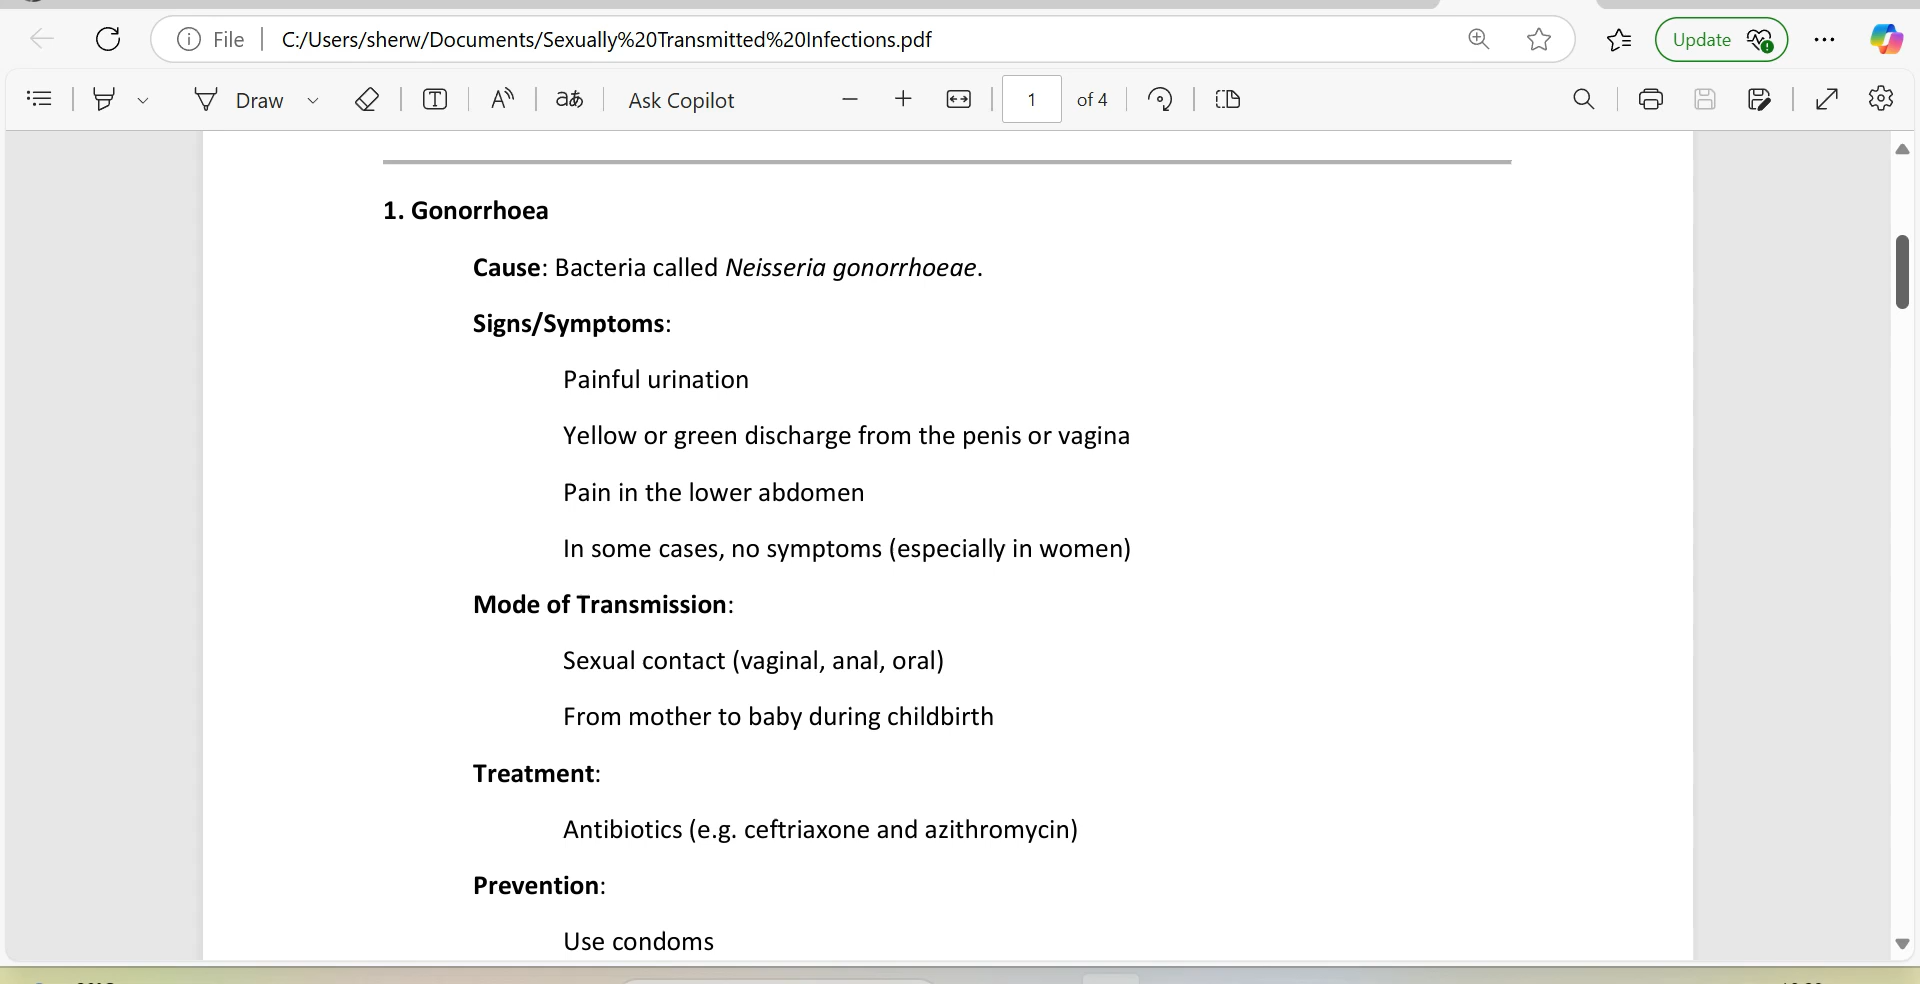 File C:/Users/sherw/Documents/Sexually%20Transmitted%20Infections.pdf Update
Draw Ask Copilot 1 of 4
1. Gonorrhoea
Cause: Bacteria called Neisseria gonorrhoeae.
Signs/Symptoms:
Painful urination
Yellow or green discharge from the penis or vagina
Pain in the lower abdomen
In some cases, no symptoms (especially in women)
Mode of Transmission:
Sexual contact (vaginal, anal, oral)
From mother to baby during childbirth
Treatment:
Antibiotics (e.g. ceftriaxone and azithromycin)
Prevention:
Use condoms